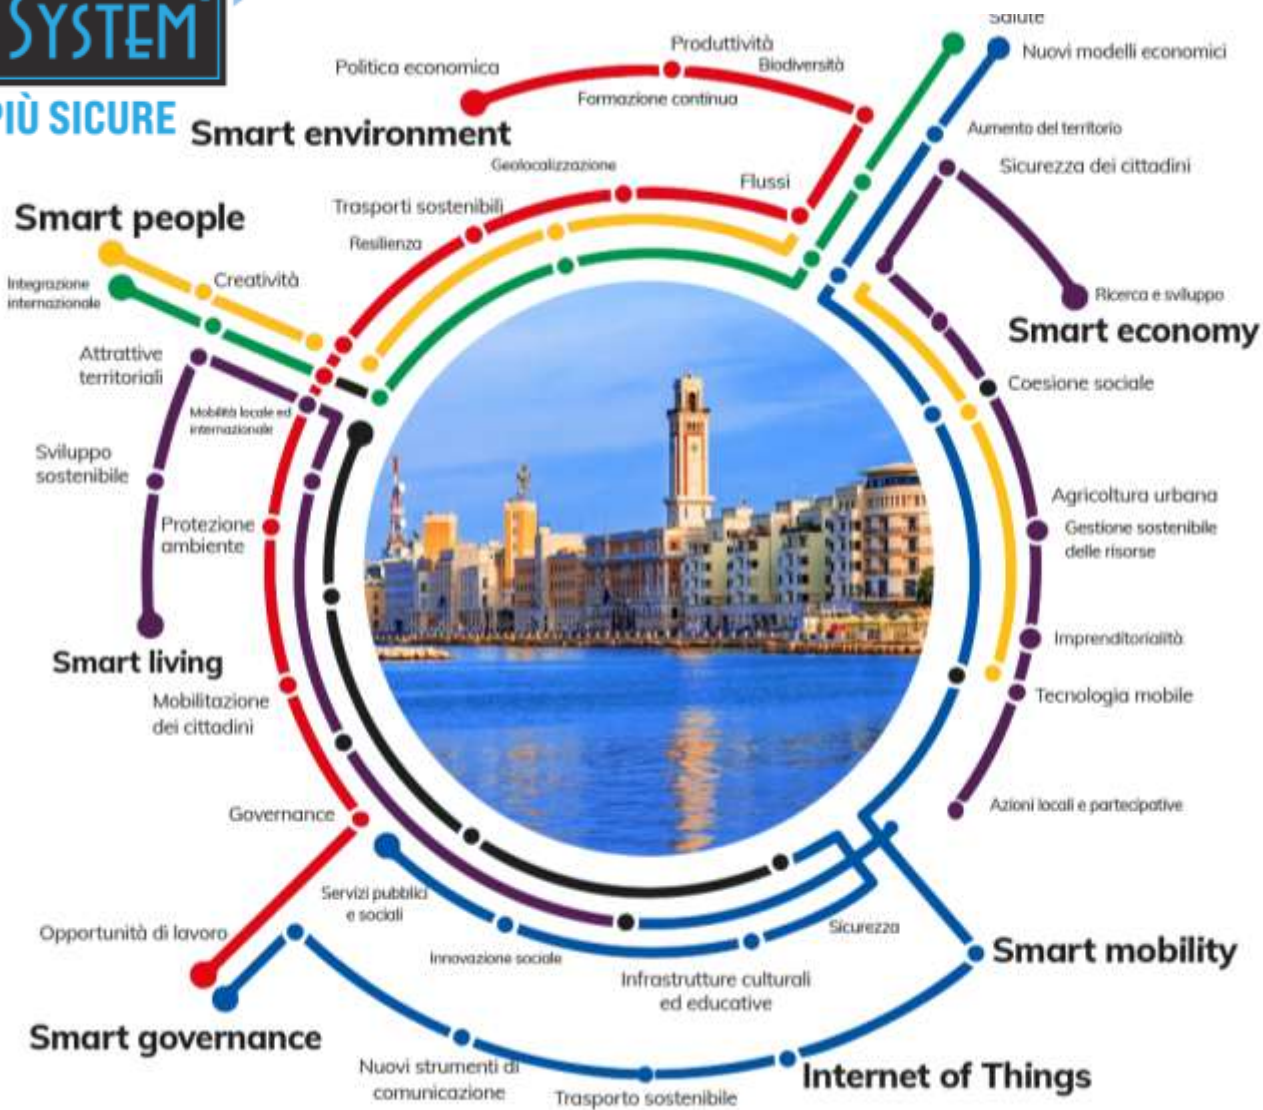 SYSTEM
PIÙ SICURE
Salute
Nuovi modelli economici
Produttività
Biodiversità
Politica economica
Formazione continua
Smart environment
Aumento del territorio
Sicurezza dei cittadini
Geolocalizzazione
Flussi
Trasporti sostenibili
Resilienza
Smart people
Creatività
Integrazione
internazionale
Ricerca e sviluppo
Smart economy
Attrattive
territoriali
Coesione sociale
Mobilità locale ed
internazionale
Sviluppo
sostenibile
Agricoltura urbana
Gestione sostenibile
delle risorse
Protezione
ambiente
Imprenditorialità
Smart living
Tecnologia mobile
Mobilitazione
dei cittadini
Azioni locali e partecipative
Governance
Servizi pubblici
e sociali
Sicurezza
Opportunità di lavoro
Innovazione sociale
Smart mobility
Infrastrutture culturali
ed educative
Smart governance
Nuovi strumenti di
comunicazione
Internet of Things
Trasporto sostenibile